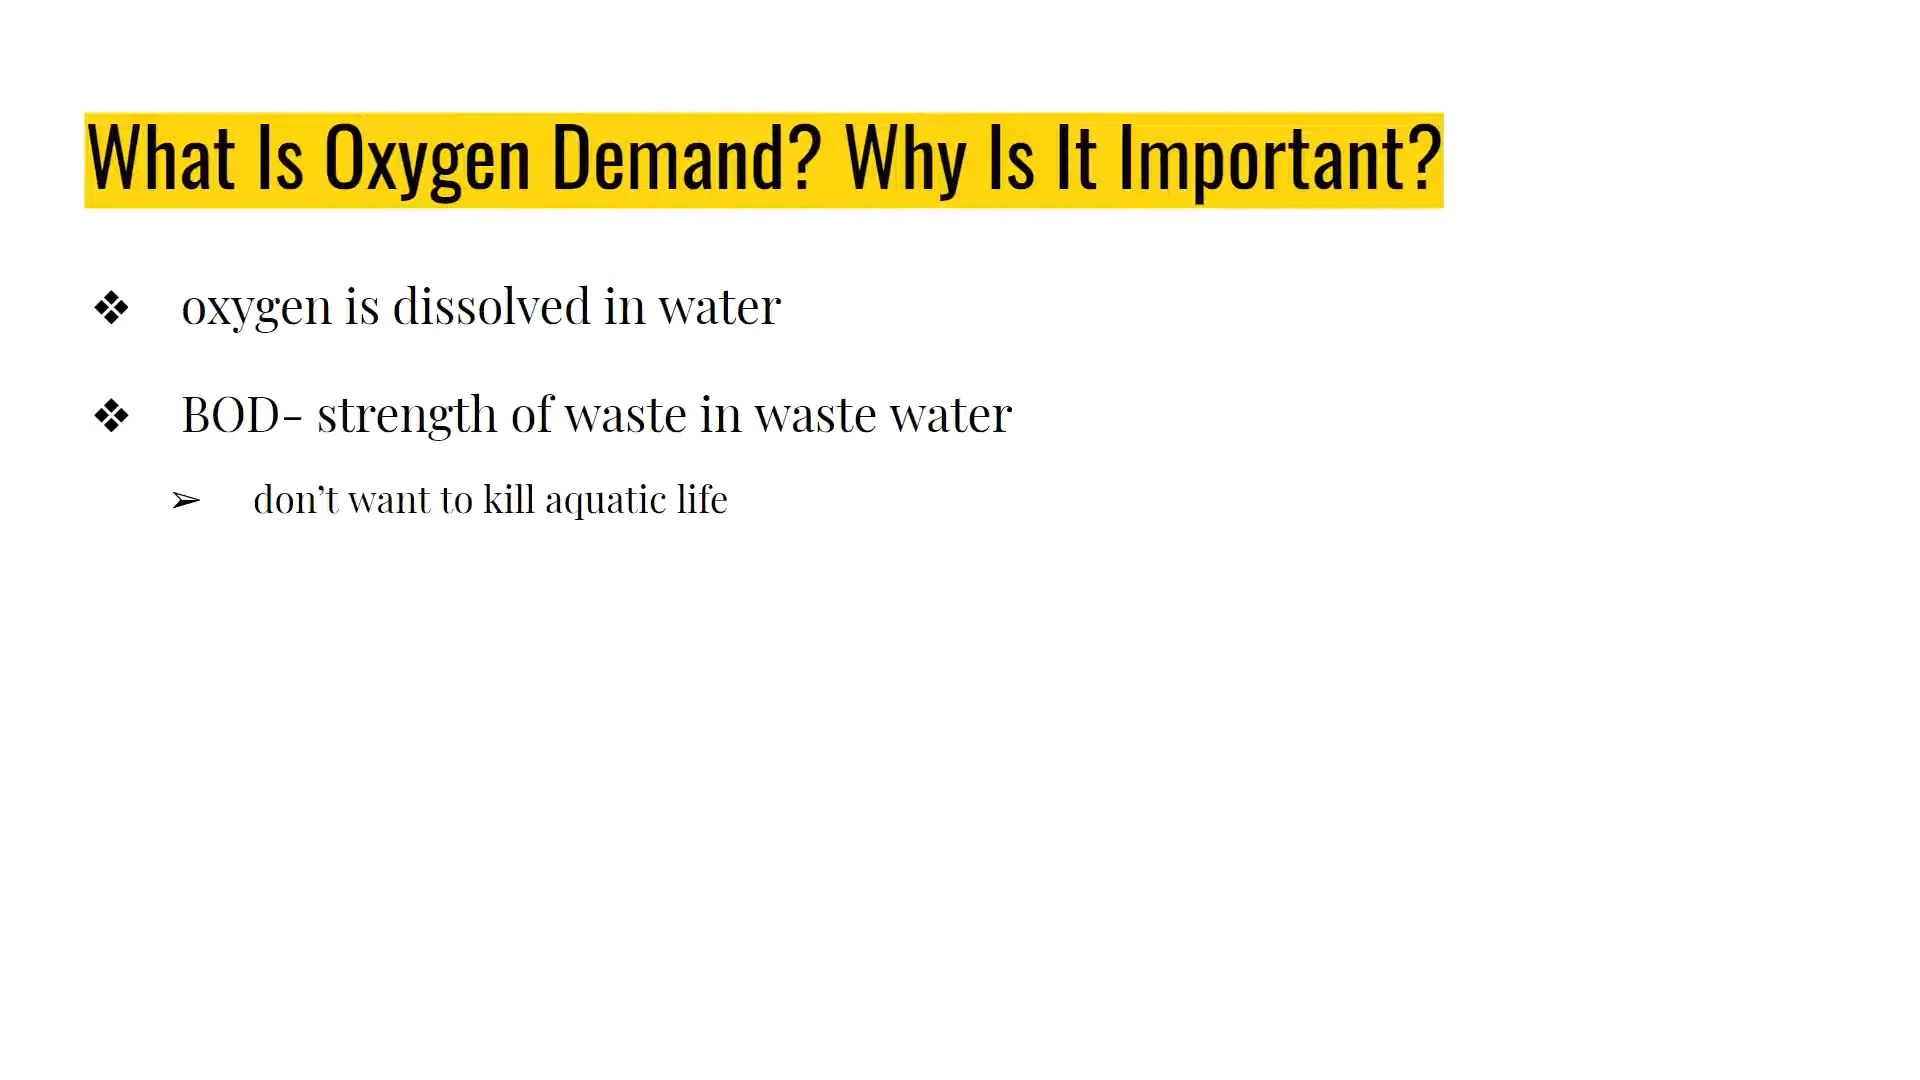 What Is Oxygen Demand? Why Is It Important?
❖ oxygen is dissolved in water
❖ BOD- strength of waste in waste water
➢ don’t want to kill aquatic life